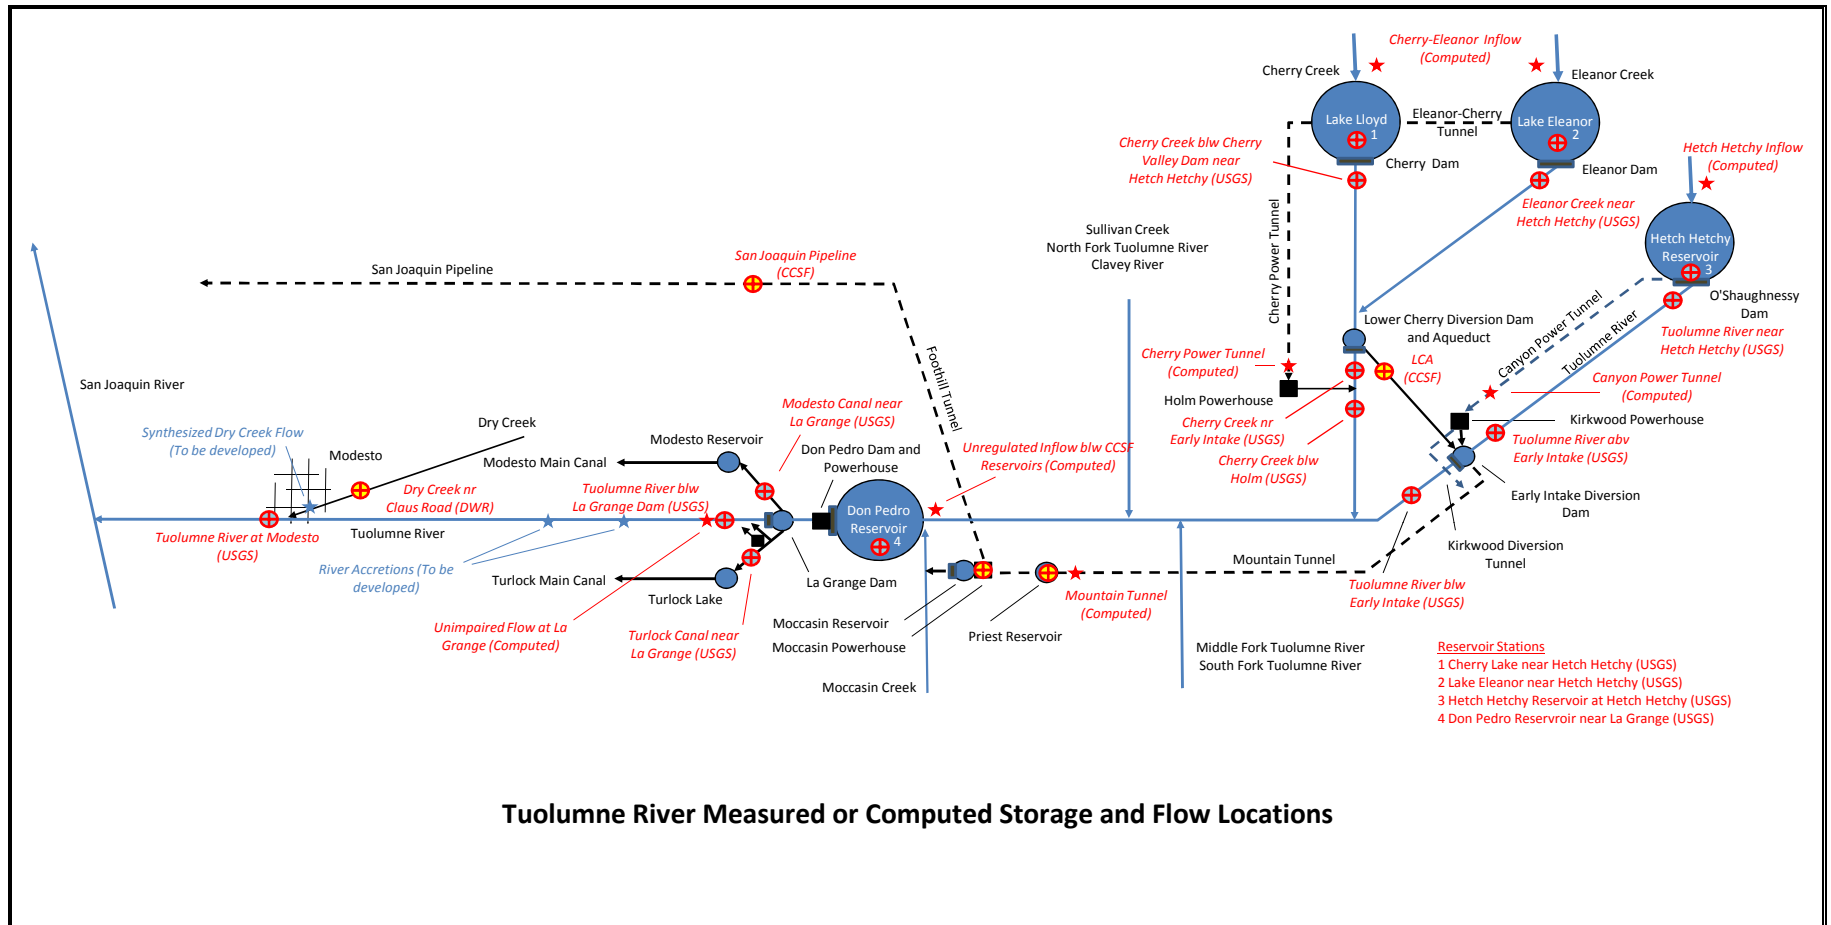 Cherry-Eleanor Inflow
(Computed)
Cherry Creek
Eleanor Creek
Lake Lloyd
1
Eleanor-Cherry
Tunnel
Lake Eleanor
2
Cherry Creek blw Cherry
Valley Dam near
Hetch Hetchy (USGS)
Cherry Dam
Eleanor Dam
Hetch Hetchy Inflow
(Computed)
Eleanor Creek near
Hetch Hetchy (USGS)
Hetch Hetchy
Reservoir
3
Sullivan Creek
North Fork Tuolumne River
Clavey River
San Joaquin Pipeline
(CCSF)
San Joaquin Pipeline
Cherry Power Tunnel
Canyon Power Tunnel
Tuolumne River
O'Shaughnessy
Dam
Tuolumne River near
Hetch Hetchy (USGS)
Lower Cherry Diversion Dam
and Aqueduct
Foothill Tunnel
Cherry Power Tunnel
(Computed)
LCA
(CCSF)
Canyon Power Tunnel
(Computed)
San Joaquin River
Holm Powerhouse
Kirkwood Powerhouse
Modesto Canal near
La Grange (USGS)
Cherry Creek nr
Early Intake (USGS)
Tuolumne River abv
Early Intake (USGS)
Synthesized Dry Creek Flow
(To be developed)
Dry Creek
Modesto Reservoir
Don Pedro Dam and
Powerhouse
Unregulated Inflow blw CCSF
Reservoirs (Computed)
Modesto
Modesto Main Canal
Cherry Creek blw
Holm (USGS)
Dry Creek nr
Claus Road (DWR)
Tuolumne River blw
La Grange Dam (USGS)
Don Pedro
Reservoir
4
Early Intake Diversion
Dam
Tuolumne River at Modesto
(USGS)
Tuolumne River
Kirkwood Diversion
Tunnel
River Accretions (To be
developed)
Turlock Main Canal
Turlock Lake
La Grange Dam
Mountain Tunnel
Tuolumne River blw
Early Intake (USGS)
Mountain Tunnel
(Computed)
Unimpaired Flow at La
Grange (Computed)
Turlock Canal near
La Grange (USGS)
Moccasin Reservoir
Moccasin Powerhouse
Priest Reservoir
Moccasin Creek
Middle Fork Tuolumne River
South Fork Tuolumne River
Reservoir Stations
1 Cherry Lake near Hetch Hetchy (USGS)
2 Lake Eleanor near Hetch Hetchy (USGS)
3 Hetch Hetchy Reservoir at Hetch Hetchy (USGS)
4 Don Pedro Reservroir near La Grange (USGS)
Tuolumne River Measured or Computed Storage and Flow Locations